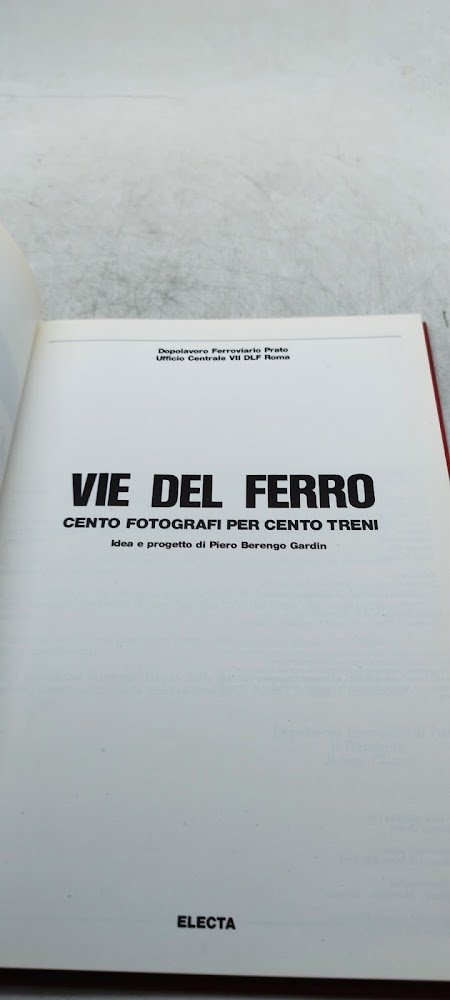 Dopolavoro Ferroviario Prato
Ufficio Centrale VII DLF Roma
VIE DEL FERRO
CENTO FOTOGRAFI PER CENTO TRENI
Idea e progetto di Piero Berengo Gardin
ELECTA